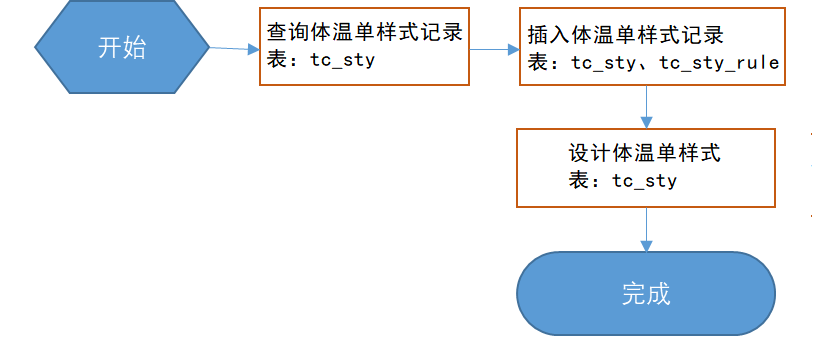 开始
查询体温单样式记录
表：tc_sty
插入体温单样式记录
表：tc_sty、tc_sty_rule
设计体温单样式
表：tc_sty
完成